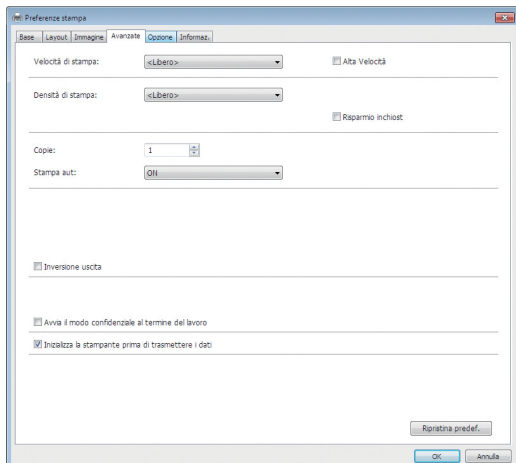 Preferenze stampa
Base Layout Immagine Avanzate Opzione Informaz.
Velocità di stampa: <Libero> Alta Velocità
Densità di stampa: <Libero>
Risparmio inchiost
Copie: 1
Stampa aut: ON
Inversione uscita
Avvia il modo confidenziale al termine del lavoro
Inizializza la stampante prima di trasmettere i dati
Ripristina predef.
OK Annulla